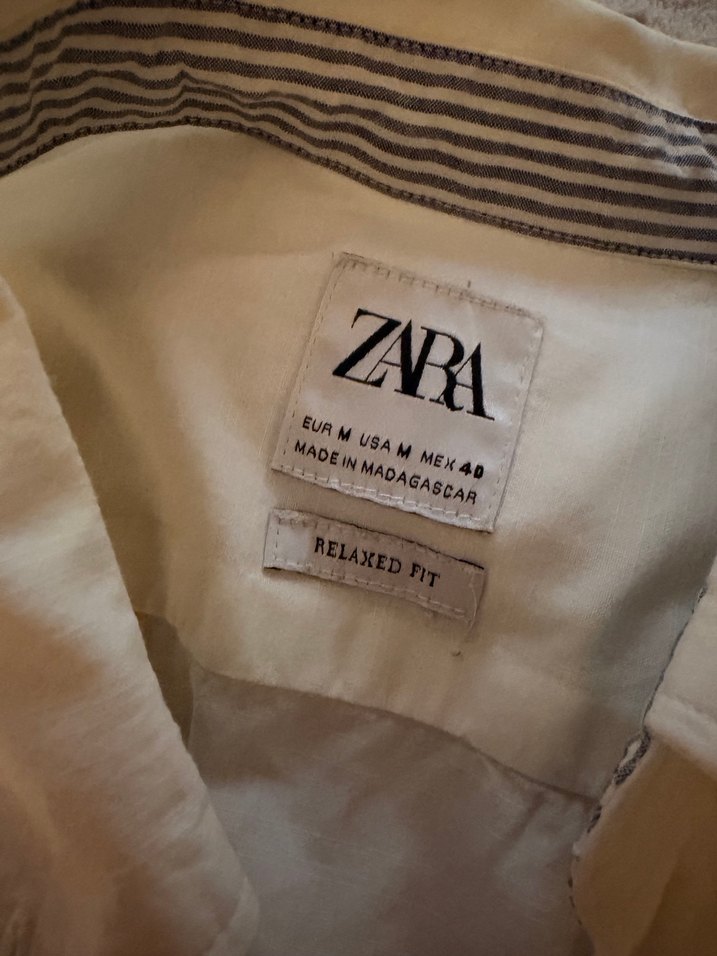 ZARA
EUR M USA M MEX 40
MADE IN MADAGASCAR
RELAXED FIT